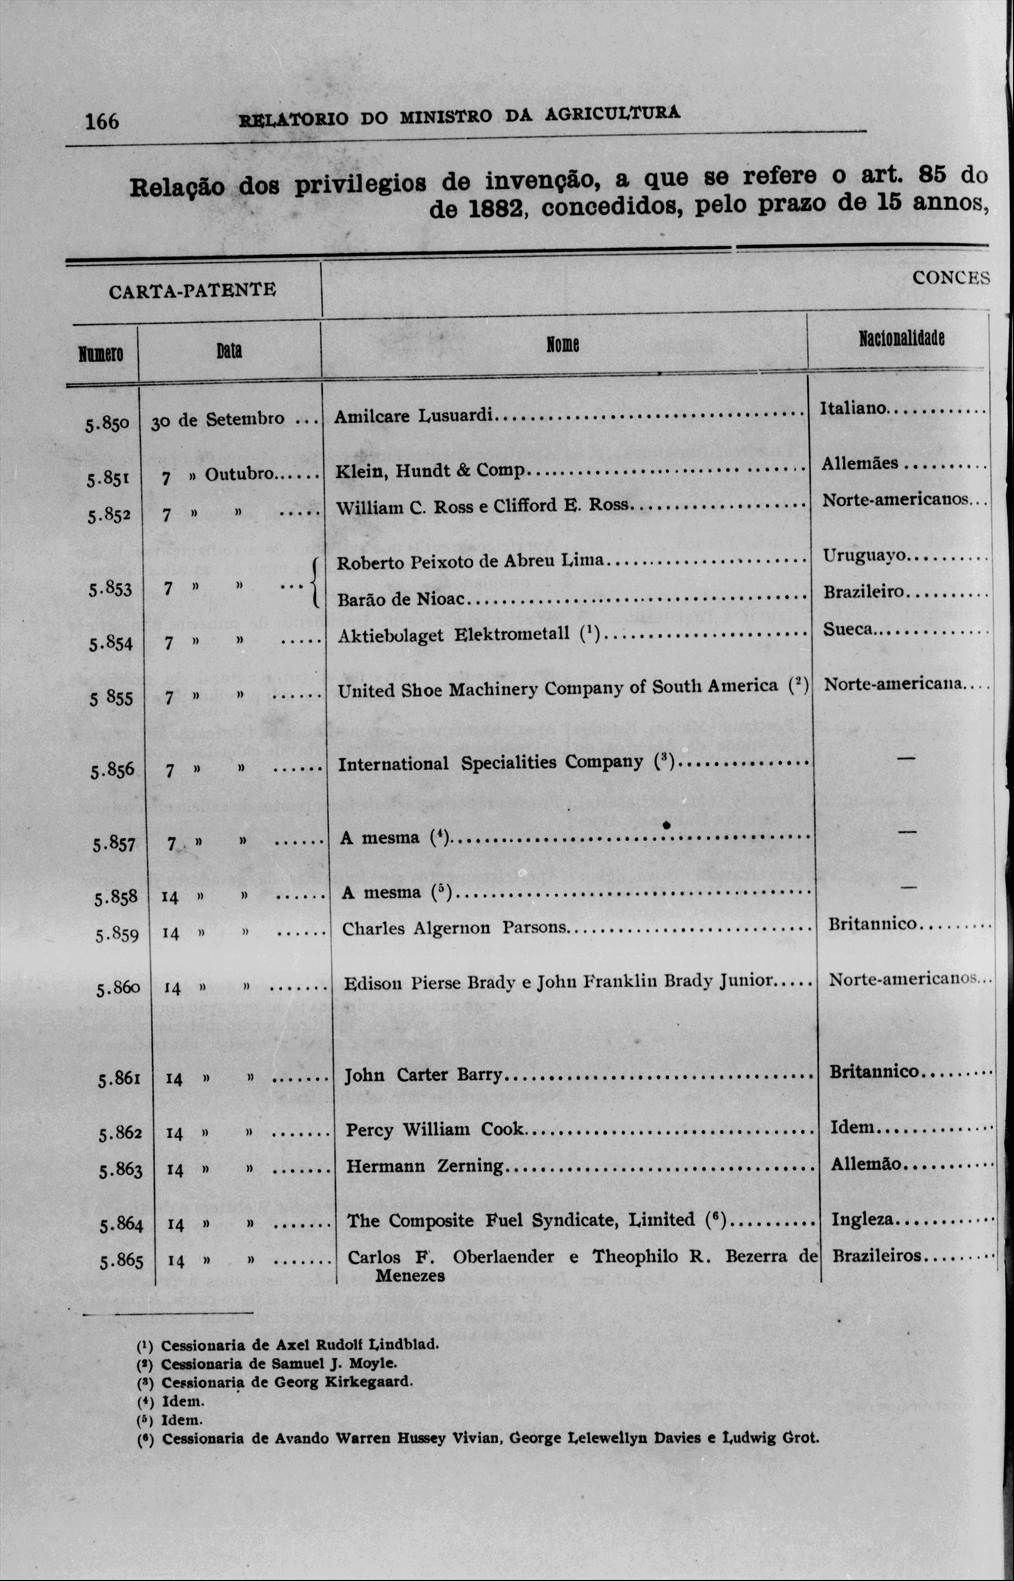 166 RELATORIO DO MINISTRO DA AGRICULTURA
Relação dos privilegios de invenção, a que se refere o art. 85 do
de 1882, concedidos, pelo prazo de 15 annos,
CARTA-PATENTE CONCES
Numero Data Nome Nacionalidade
5.850 30 de Setembro ... Amilcare Lusuardi.................................. Italiano............
5.851 7 » Outubro...... Klein, Hundt & Comp.............................. Allemães ..........
5.852 7 » » ..... William C. Ross e Clifford E. Ross.................... Norte-americanos...
5.853 7 » » ...{ Roberto Peixoto de Abreu Lima....................... Uruguayo..........
Barão de Nioac...................................... Brazileiro..........
5.854 7 » » ..... Aktiebolaget Elektrometall (¹)....................... Sueca..............
5 855 7 » » ...... United Shoe Machinery Company of South America (²) Norte-americana....
5.856 7 » » ...... International Specialities Company (³)............... —
5.857 7 » » ...... A mesma (⁴)........................................ —
5.858 14 » » ...... A mesma (⁵)........................................ —
5.859 14 » » ...... Charles Algernon Parsons............................ Britannico.........
5.860 14 » » ....... Edison Pierse Brady e John Franklin Brady Junior..... Norte-americanos...
5.861 14 » » ....... John Carter Barry................................... Britannico.........
5.862 14 » » ....... Percy William Cook................................. Idem..............
5.863 14 » » ....... Hermann Zerning................................... Allemão...........
5.864 14 » » ....... The Composite Fuel Syndicate, Limited (⁶).......... Ingleza............
5.865 14 » » ....... Carlos F. Oberlaender e Theophilo R. Bezerra de Brazileiros.........
Menezes
(¹) Cessionaria de Axel Rudolf Lindblad.
(²) Cessionaria de Samuel J. Moyle.
(³) Cessionaria de Georg Kirkegaard.
(⁴) Idem.
(⁵) Idem.
(⁶) Cessionaria de Avando Warren Hussey Vivian, George Lelewellyn Davies e Ludwig Grot.